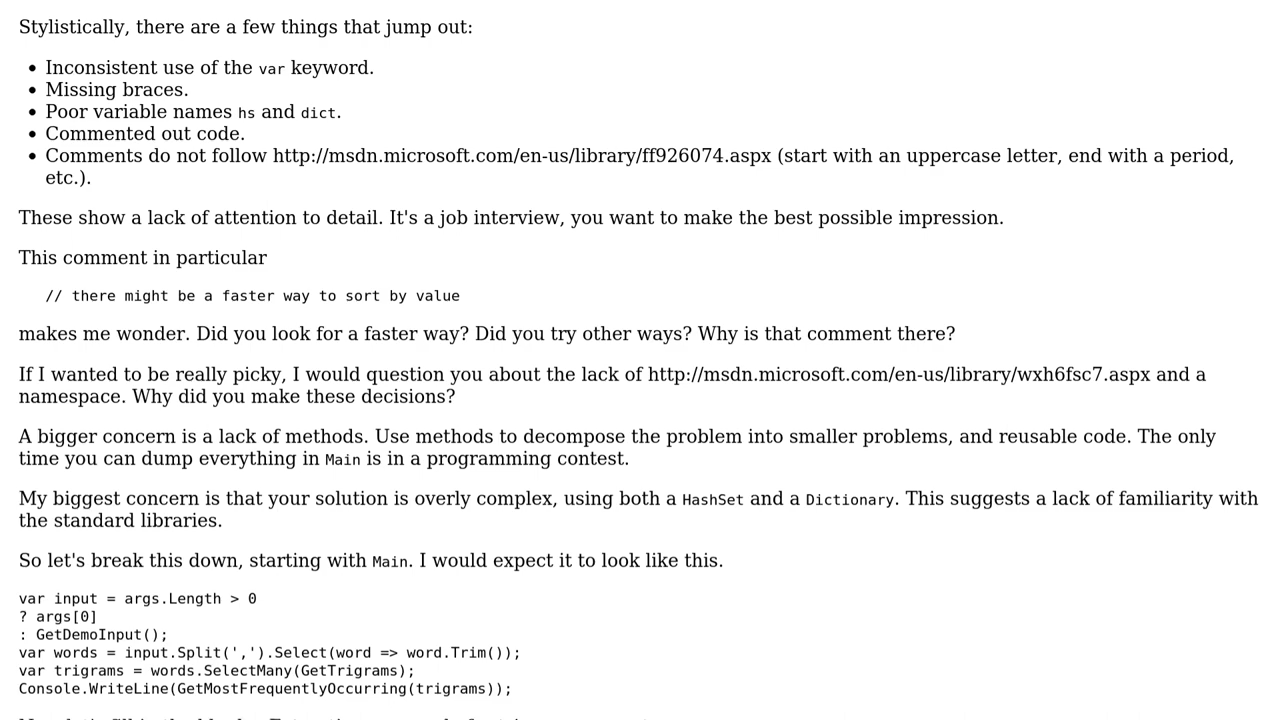 Stylistically, there are a few things that jump out:
• Inconsistent use of the var keyword.
• Missing braces.
• Poor variable names hs and dict.
• Commented out code.
• Comments do not follow http://msdn.microsoft.com/en-us/library/ff926074.aspx (start with an uppercase letter, end with a period,
etc.).
These show a lack of attention to detail. It's a job interview, you want to make the best possible impression.
This comment in particular
// there might be a faster way to sort by value
makes me wonder. Did you look for a faster way? Did you try other ways? Why is that comment there?
If I wanted to be really picky, I would question you about the lack of http://msdn.microsoft.com/en-us/library/wxh6fsc7.aspx and a
namespace. Why did you make these decisions?
A bigger concern is a lack of methods. Use methods to decompose the problem into smaller problems, and reusable code. The only
time you can dump everything in Main is in a programming contest.
My biggest concern is that your solution is overly complex, using both a HashSet and a Dictionary. This suggests a lack of familiarity with
the standard libraries.
So let's break this down, starting with Main. I would expect it to look like this.
var input = args.Length > 0
? args[0]
: GetDemoInput();
var words = input.Split(',').Select(word => word.Trim());
var trigrams = words.SelectMany(GetTrigrams);
Console.WriteLine(GetMostFrequentlyOccurring(trigrams));